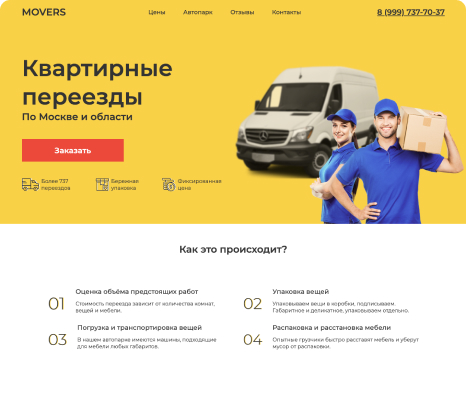 MOVERS
Цены Автопарк Отзывы Контакты
8 (999) 737-70-37
Квартирные
переезды
По Москве и области
Заказать
Более 737
переездов
Бережная
упаковка
Фиксированная
цена
Как это происходит?
01
Оценка объёма предстоящих работ
Стоимость переезда зависит от количества комнат,
вещей и мебели.
02
Упаковка вещей
Упаковываем вещи в коробки, подписываем.
Габаритное и деликатное, упаковываем отдельно.
03
Погрузка и транспортировка вещей
В нашем автопарке имеются машины, подходящие
для мебели любых габаритов.
04
Распаковка и расстановка мебели
Опытные грузчики быстро расставят мебель и уберут
мусор от распаковки.